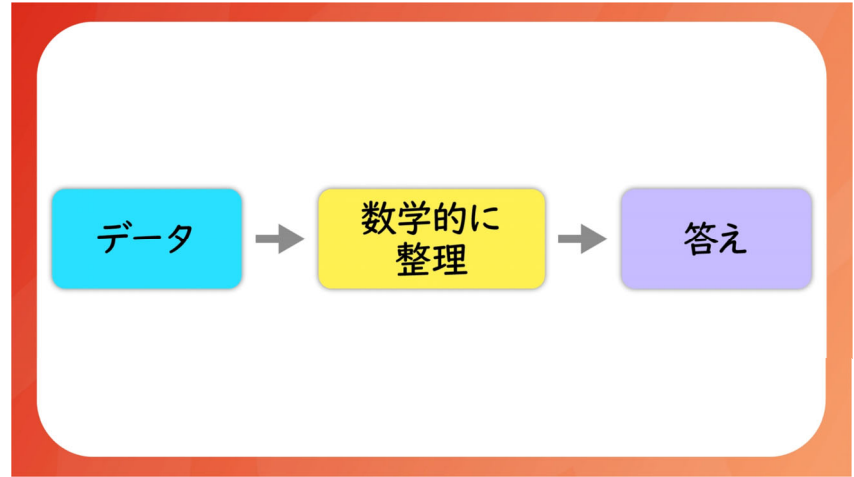 データ
数学的に
整理
答え